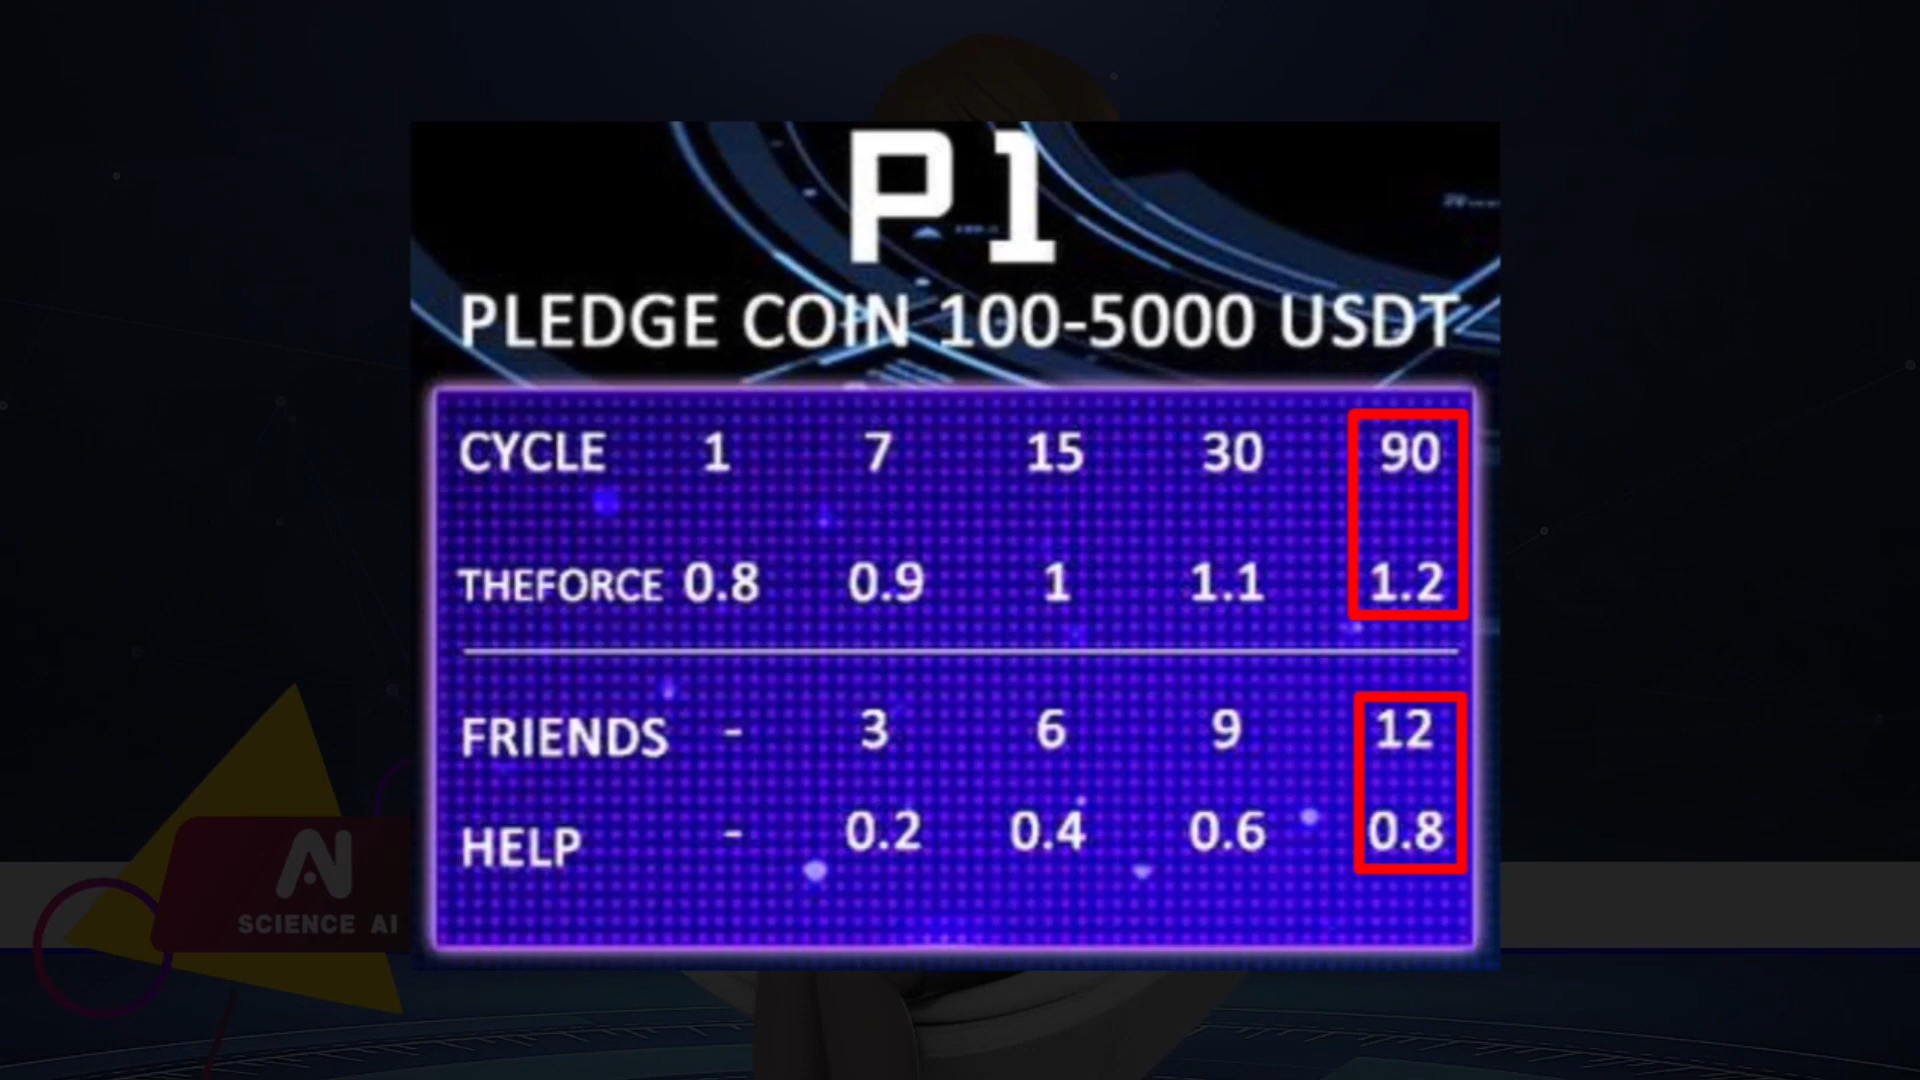 P1
PLEDGE COIN 100-5000 USDT
CYCLE 1 7 15 30 90
THEFORCE 0.8 0.9 1 1.1 1.2
FRIENDS - 3 6 9 12
HELP - 0.2 0.4 0.6 0.8
SCIENCE AI